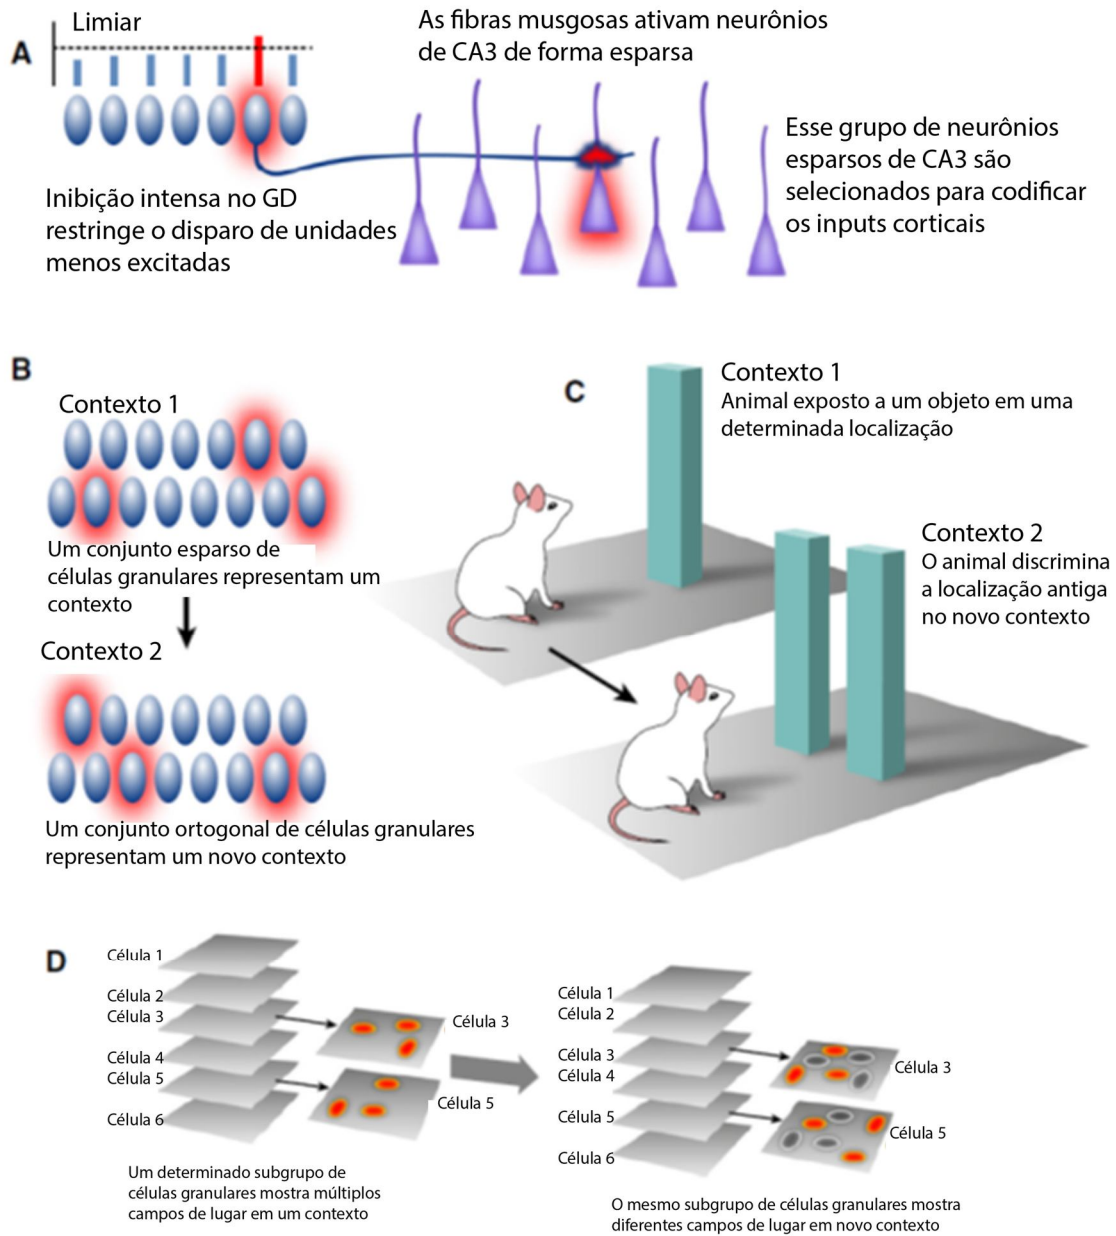 A
Limiar
As fibras musgosas ativam neurônios
de CA3 de forma esparsa
Esse grupo de neurônios
esparsos de CA3 são
selecionados para codificar
os inputs corticais
Inibição intensa no GD
restringe o disparo de unidades
menos excitadas
B
Contexto 1
Um conjunto esparso de
células granulares representam um
contexto
Contexto 2
Um conjunto ortogonal de células granulares
representam um novo contexto
C
Contexto 1
Animal exposto a um objeto em uma
determinada localização
Contexto 2
O animal discrimina
a localização antiga
no novo contexto
D
Célula 1
Célula 2
Célula 3
Célula 4
Célula 5
Célula 6
Célula 3
Célula 5
Um determinado subgrupo de
células granulares mostra múltiplos
campos de lugar em um contexto
Célula 1
Célula 2
Célula 3
Célula 4
Célula 5
Célula 6
Célula 3
Célula 5
O mesmo subgrupo de células granulares mostra
diferentes campos de lugar em novo contexto